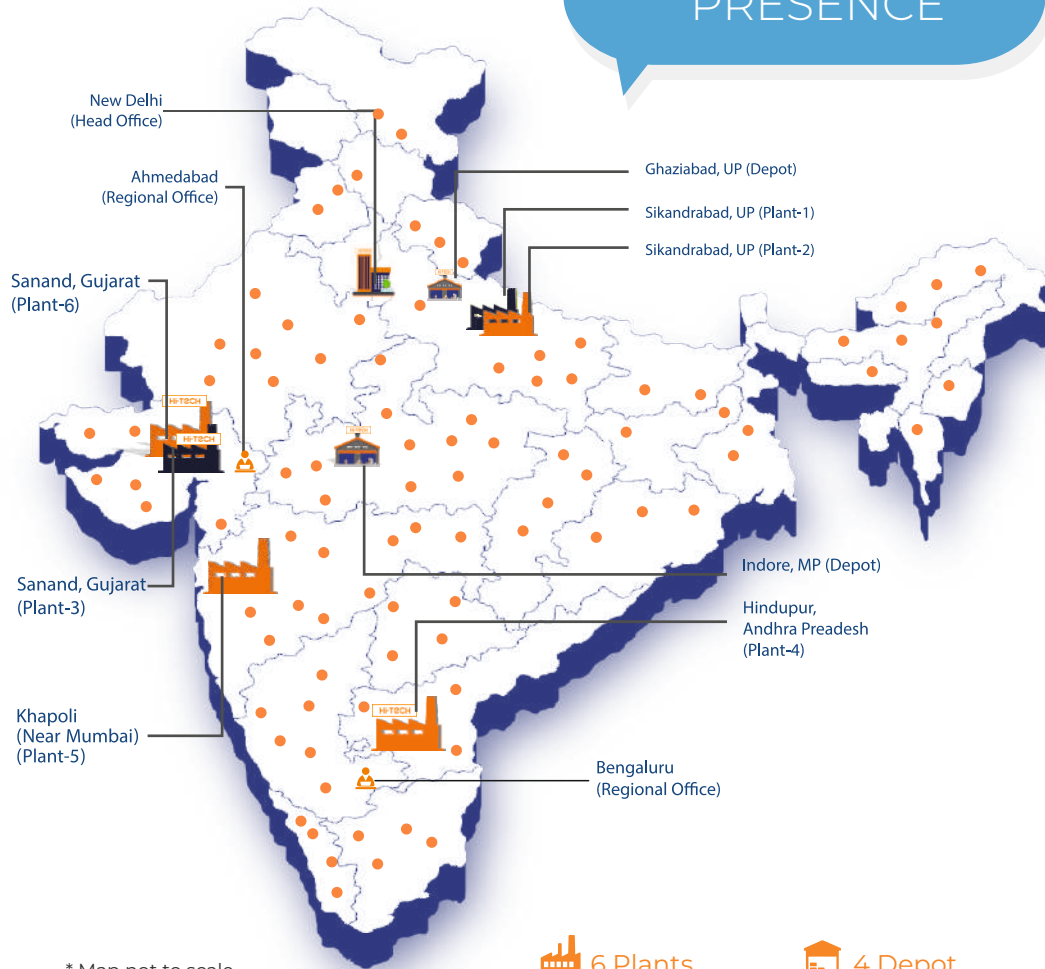 PRESENCE
New Delhi
(Head Office)
Ahmedabad
(Regional Office)
Ghaziabad, UP (Depot)
Sikandrabad, UP (Plant-1)
Sikandrabad, UP (Plant-2)
Sanand, Gujarat
(Plant-6)
HI-TECH
HI-TECH
Sanand, Gujarat
(Plant-3)
Indore, MP (Depot)
Hindupur,
Andhra Preadesh
(Plant-4)
HI-TECH
Khapoli
(Near Mumbai)
(Plant-5)
Bengaluru
(Regional Office)
* Map not to scale
6 Plants
4 Depot